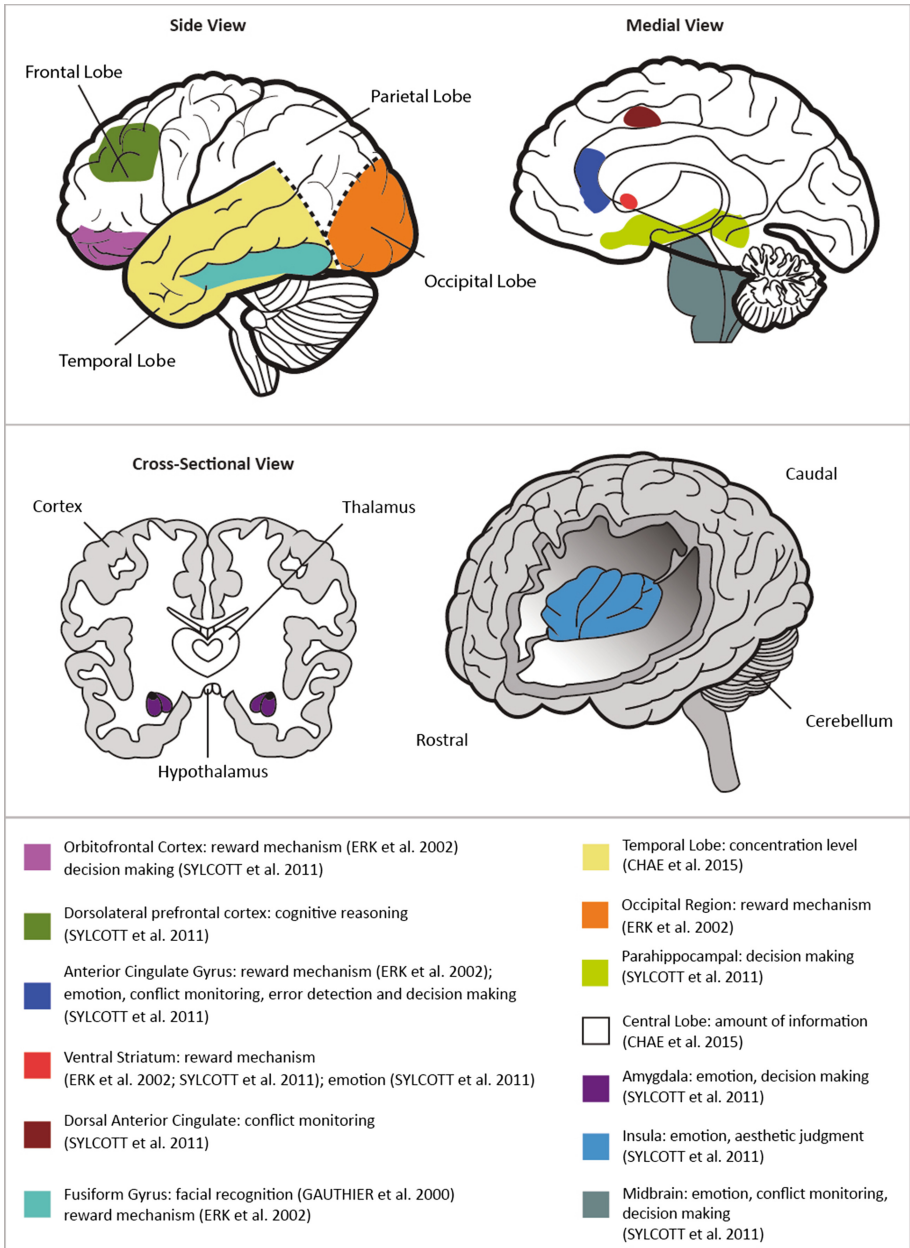 Side View
Medial View
Frontal Lobe
Parietal Lobe
Occipital Lobe
Temporal Lobe
Cross-Sectional View
Cortex
Thalamus
Hypothalamus
Caudal
Rostral
Cerebellum
Orbitofrontal Cortex: reward mechanism (ERK et al. 2002)
decision making (SYLCOTT et al. 2011)
Dorsolateral prefrontal cortex: cognitive reasoning
(SYLCOTT et al. 2011)
Anterior Cingulate Gyrus: reward mechanism (ERK et al. 2002);
emotion, conflict monitoring, error detection and decision making
(SYLCOTT et al. 2011)
Ventral Striatum: reward mechanism
(ERK et al. 2002; SYLCOTT et al. 2011); emotion (SYLCOTT et al. 2011)
Dorsal Anterior Cingulate: conflict monitoring
(SYLCOTT et al. 2011)
Fusiform Gyrus: facial recognition (GAUTHIER et al. 2000)
reward mechanism (ERK et al. 2002)
Temporal Lobe: concentration level
(CHAE et al. 2015)
Occipital Region: reward mechanism
(ERK et al. 2002)
Parahippocampal: decision making
(SYLCOTT et al. 2011)
Central Lobe: amount of information
(CHAE et al. 2015)
Amygdala: emotion, decision making
(SYLCOTT et al. 2011)
Insula: emotion, aesthetic judgment
(SYLCOTT et al. 2011)
Midbrain: emotion, conflict monitoring,
decision making
(SYLCOTT et al. 2011)